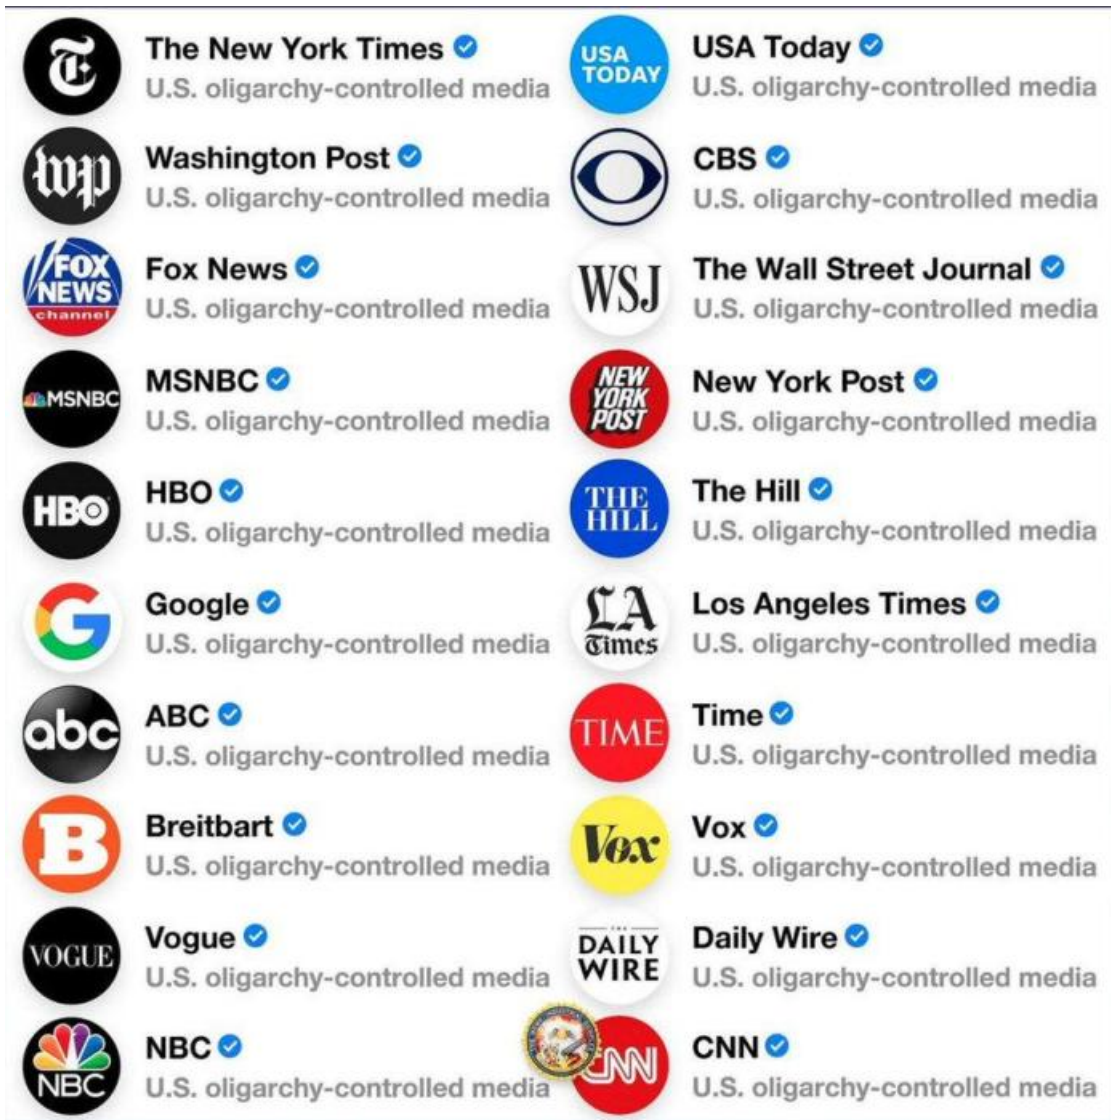 The New York Times
U.S. oligarchy-controlled media
Washington Post
U.S. oligarchy-controlled media
wp
FOX
NEWS
channel
Fox News
U.S. oligarchy-controlled media
MSNBC
MSNBC
U.S. oligarchy-controlled media
HBO
HBO
U.S. oligarchy-controlled media
G
Google
U.S. oligarchy-controlled media
abc
ABC
U.S. oligarchy-controlled media
B
Breitbart
U.S. oligarchy-controlled media
VOGUE
Vogue
U.S. oligarchy-controlled media
NBC
NBC
U.S. oligarchy-controlled media
USA
TODAY
USA Today
U.S. oligarchy-controlled media
CBS
U.S. oligarchy-controlled media
WSJ
The Wall Street Journal
U.S. oligarchy-controlled media
NEW
YORK
POST
New York Post
U.S. oligarchy-controlled media
THE
HILL
The Hill
U.S. oligarchy-controlled media
LA
Times
Los Angeles Times
U.S. oligarchy-controlled media
TIME
Time
U.S. oligarchy-controlled media
Vox
Vox
U.S. oligarchy-controlled media
THE
DAILY
WIRE
Daily Wire
U.S. oligarchy-controlled media
CNN
CNN
U.S. oligarchy-controlled media